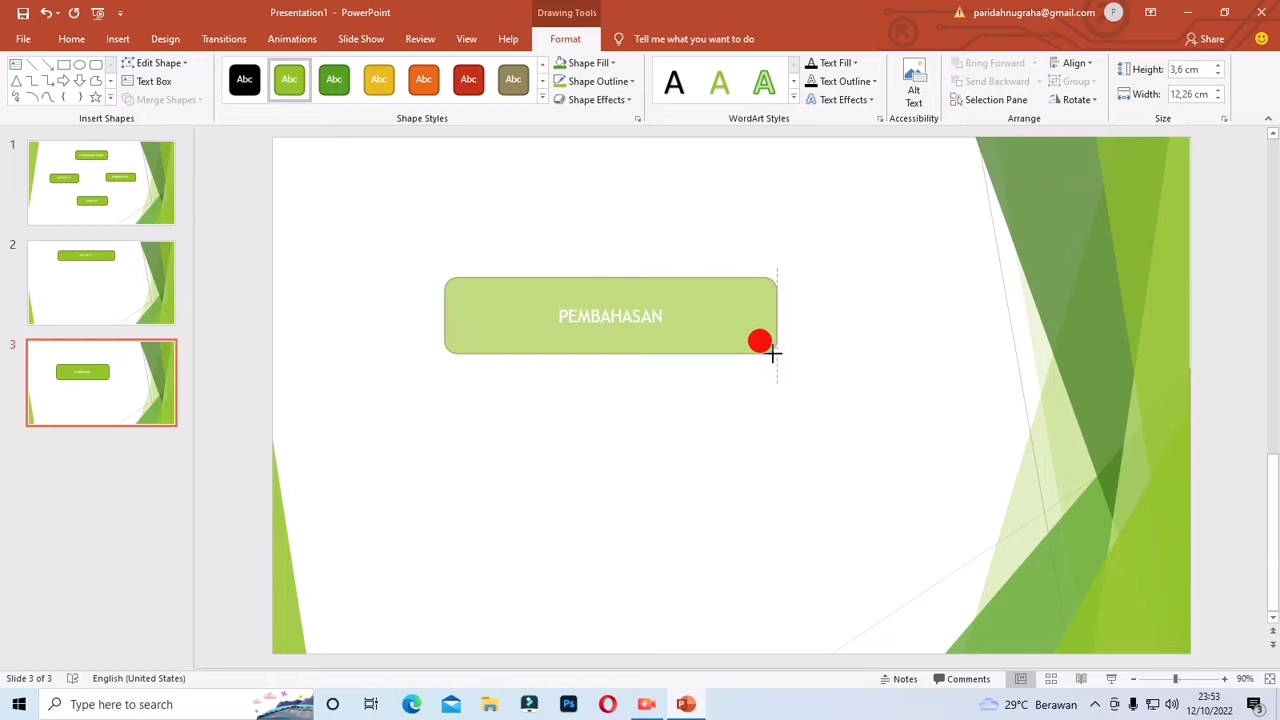 Presentation1 - PowerPoint
Drawing Tools
paridahnugraha@gmail.com
P
File
Home
Insert
Design
Transitions
Animations
Slide Show
Review
View
Help
Format
Tell me what you want to do
Share
Edit Shape
Text Box
Merge Shapes
Insert Shapes
Abc Abc Abc Abc Abc Abc Abc
Shape Fill
Shape Outline
Shape Effects
Shape Styles
A A A
Text Fill
Text Outline
Text Effects
WordArt Styles
Alt
Text
Accessibility
Bring Forward
Send Backward
Selection Pane
Align
Group
Rotate
Arrange
Height: 3,6 cm
Width: 12,26 cm
Size
1
2
3
PEMBAHASAN
Slide 3 of 3
English (United States)
Notes
Comments
90%
Type here to search
Ps
29°C Berawan
23:53
12/10/2022
3